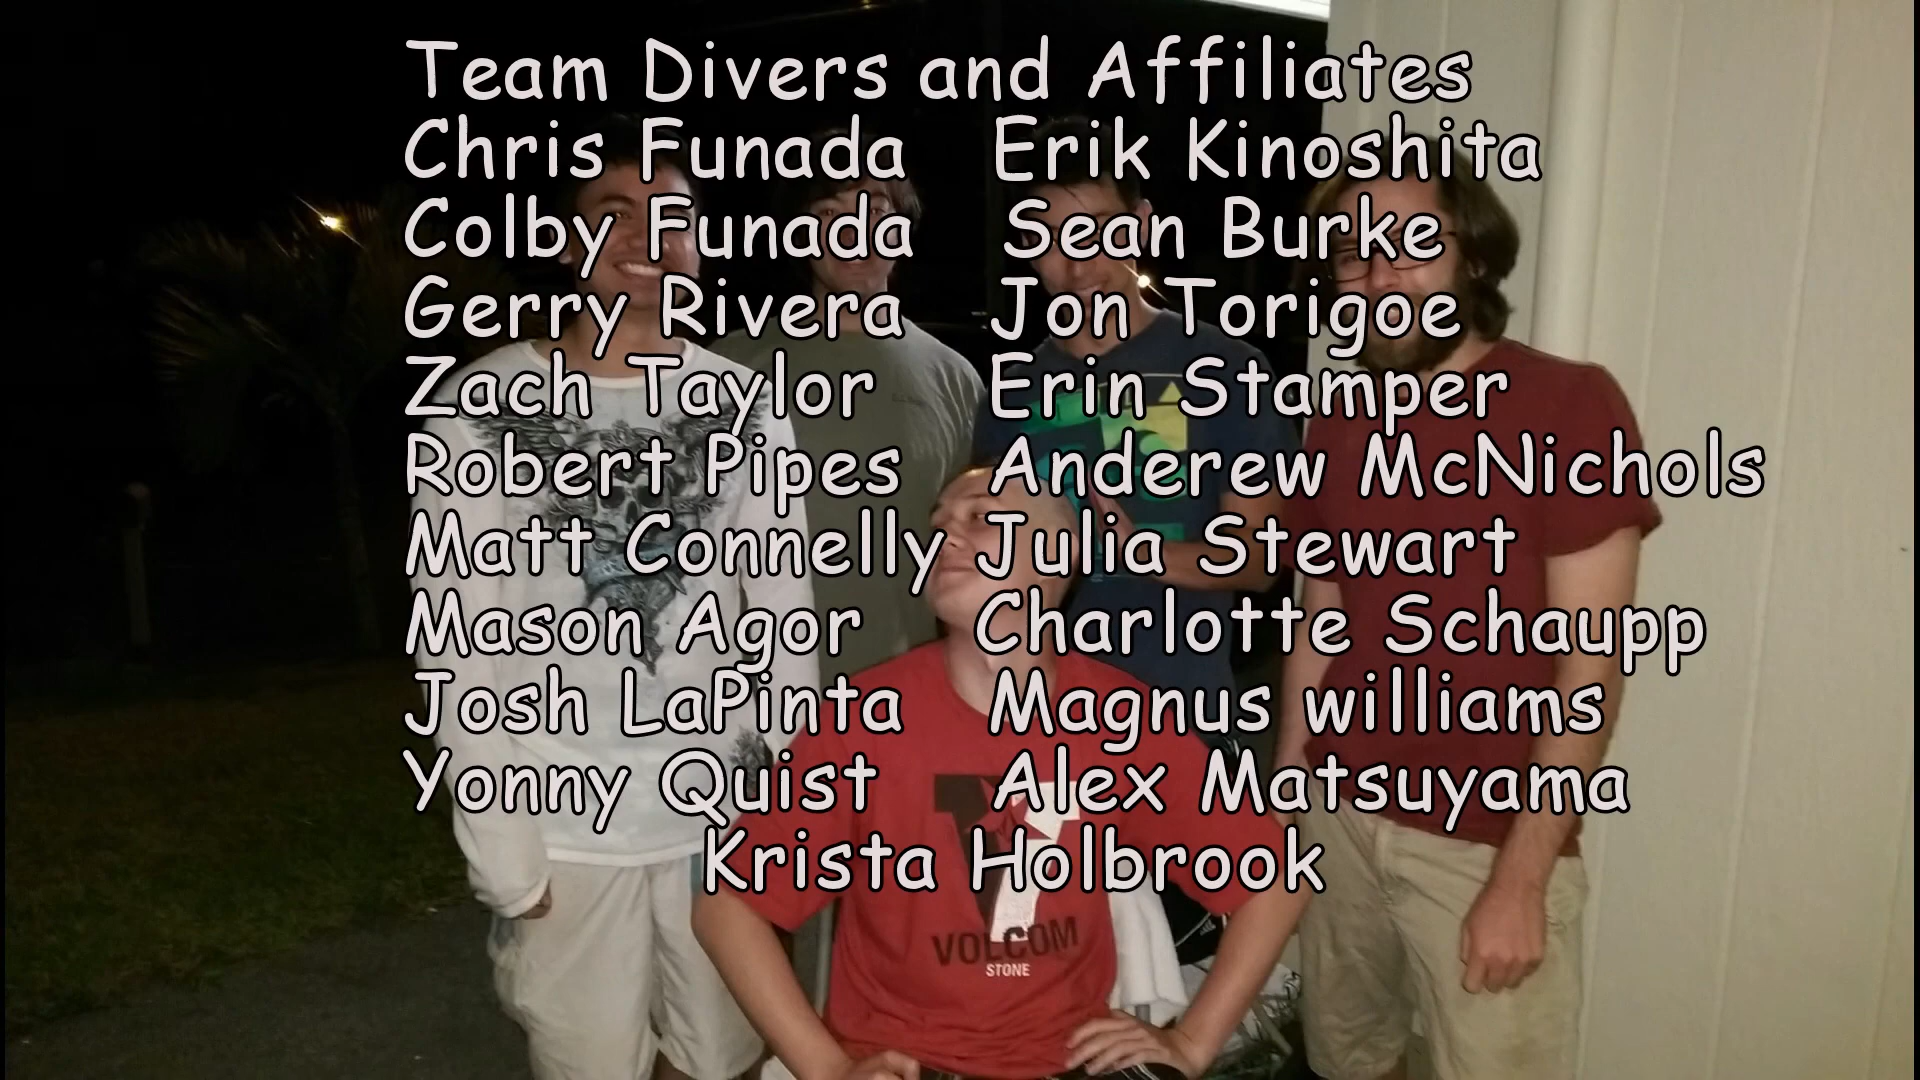 Team Divers and Affiliates
Chris Funada Erik Kinoshita
Colby Funada Sean Burke
Gerry Rivera Jon Torigoe
Zach Taylor Erin Stamper
Robert Pipes Anderew McNichols
Matt Connelly Julia Stewart
Mason Agor Charlotte Schaupp
Josh LaPinta Magnus williams
Yonny Quist Alex Matsuyama
Krista Holbrook
VOLCOM
STONE